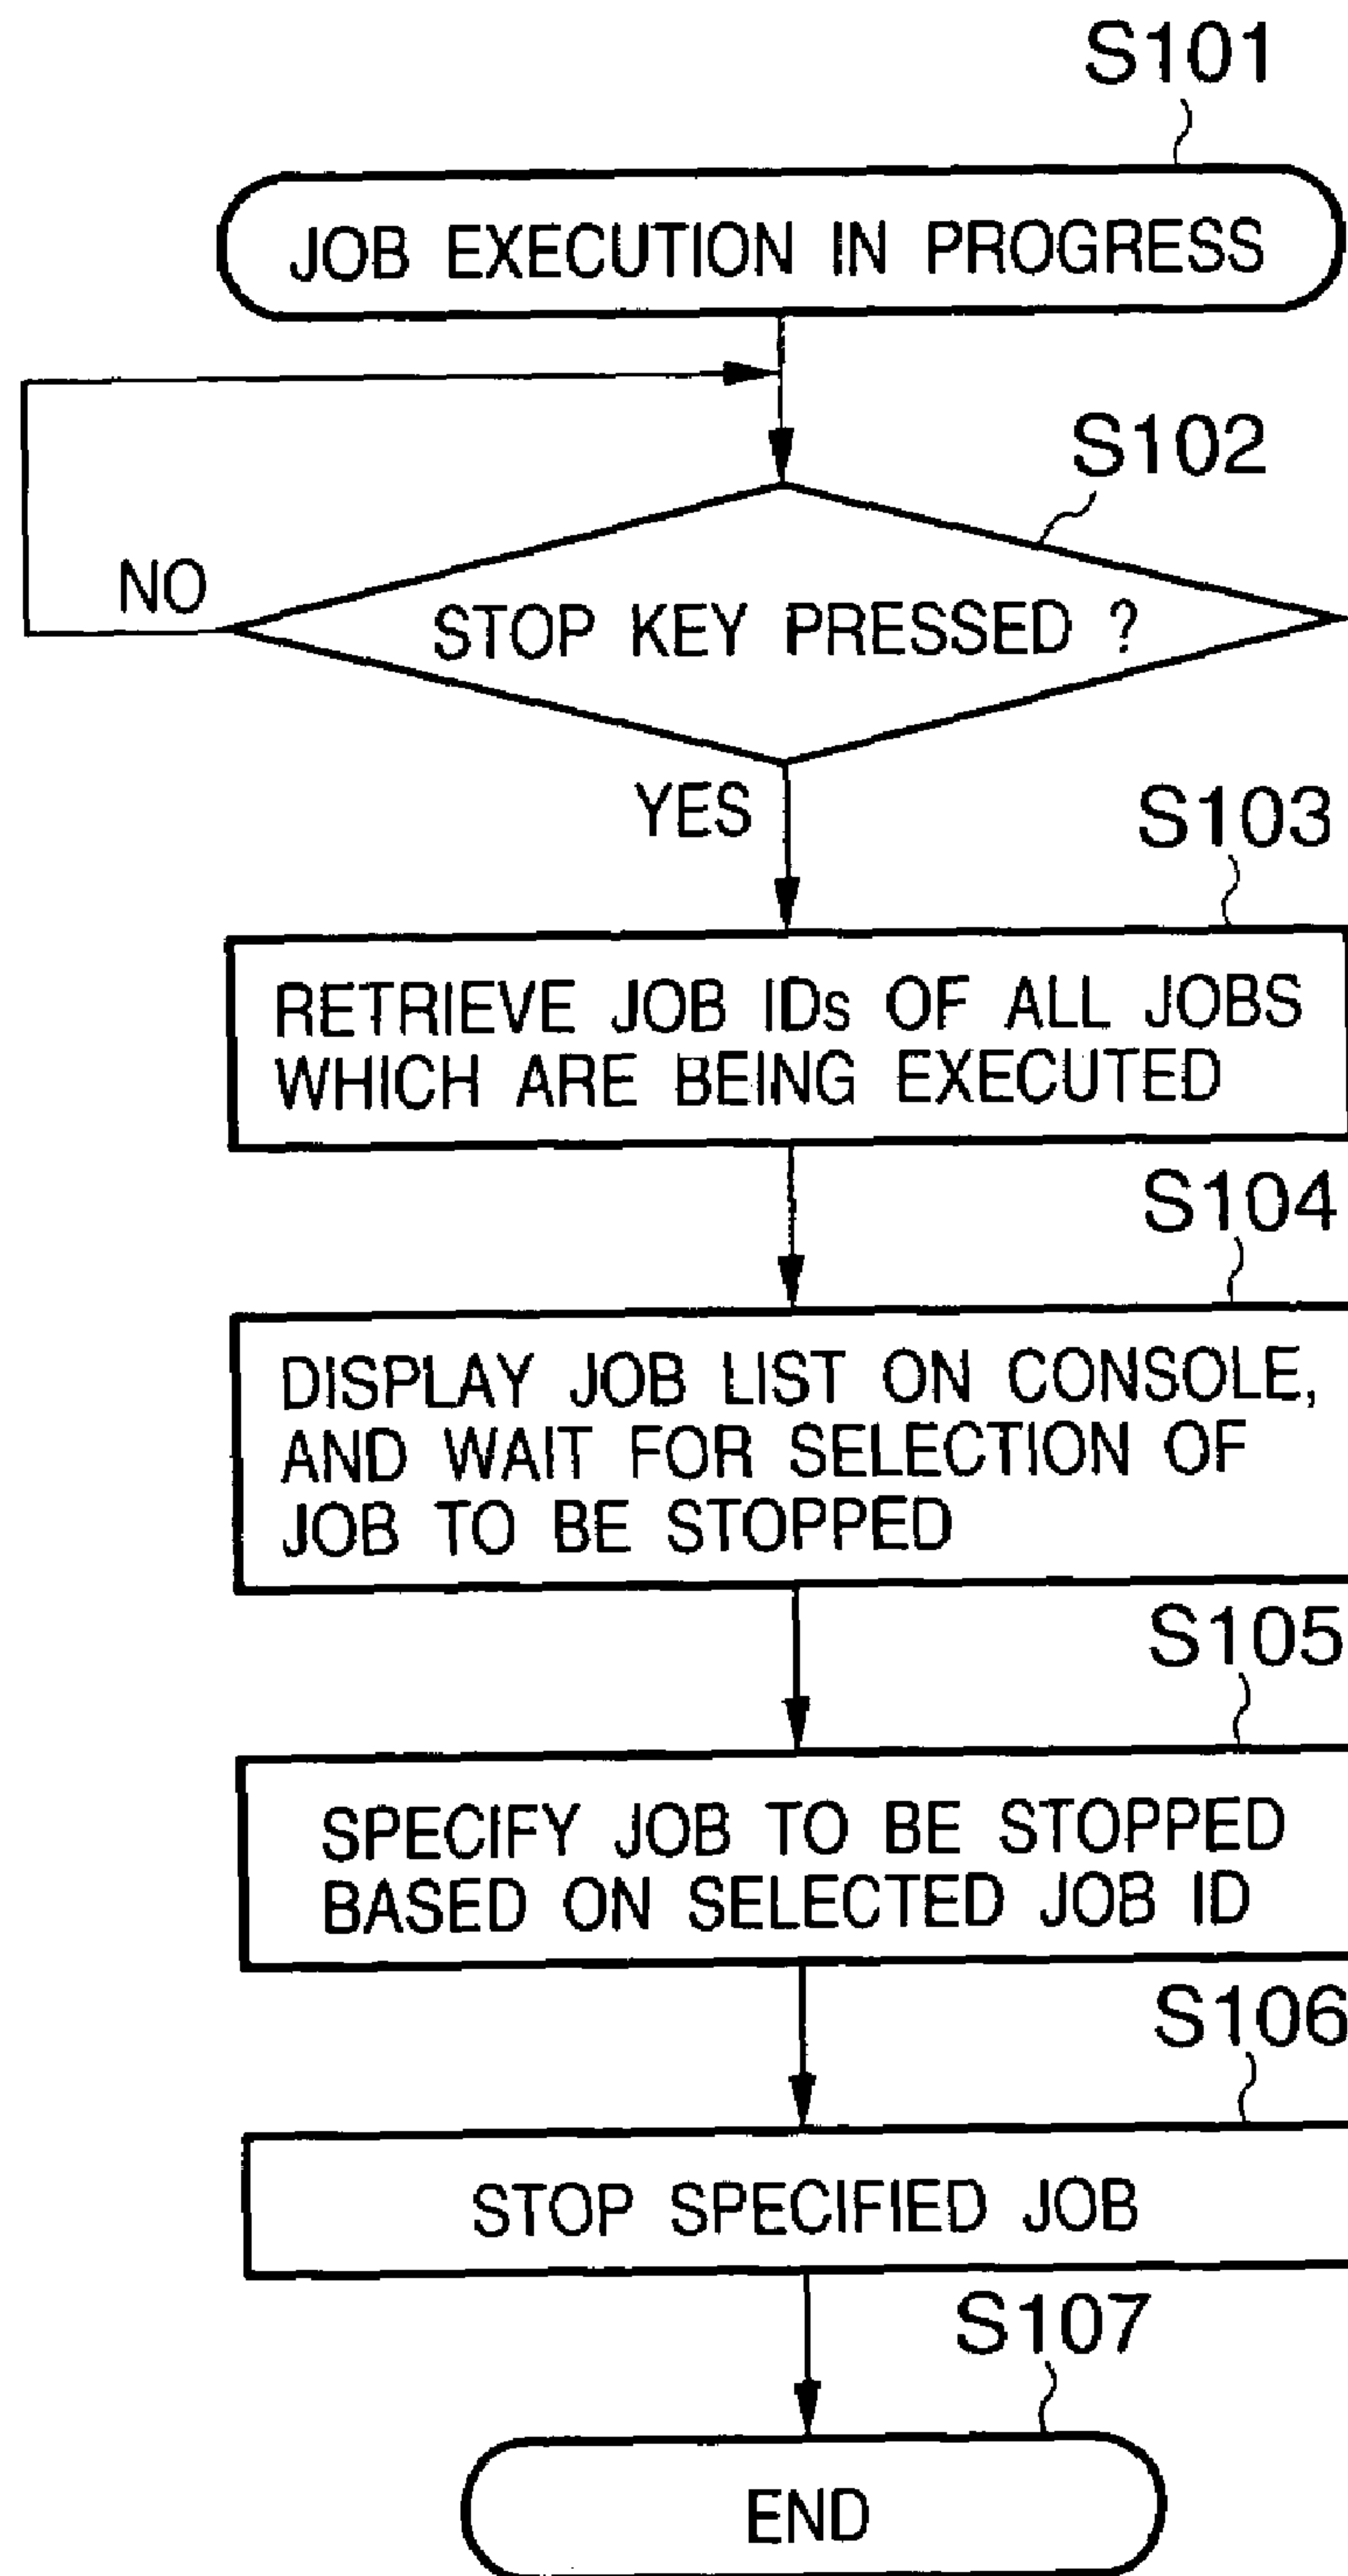 S101
JOB EXECUTION IN PROGRESS
S102
NO
STOP KEY PRESSED ?
YES
S103
RETRIEVE JOB IDs OF ALL JOBS
WHICH ARE BEING EXECUTED
S104
DISPLAY JOB LIST ON CONSOLE,
AND WAIT FOR SELECTION OF
JOB TO BE STOPPED
S105
SPECIFY JOB TO BE STOPPED
BASED ON SELECTED JOB ID
S106
STOP SPECIFIED JOB
S107
END